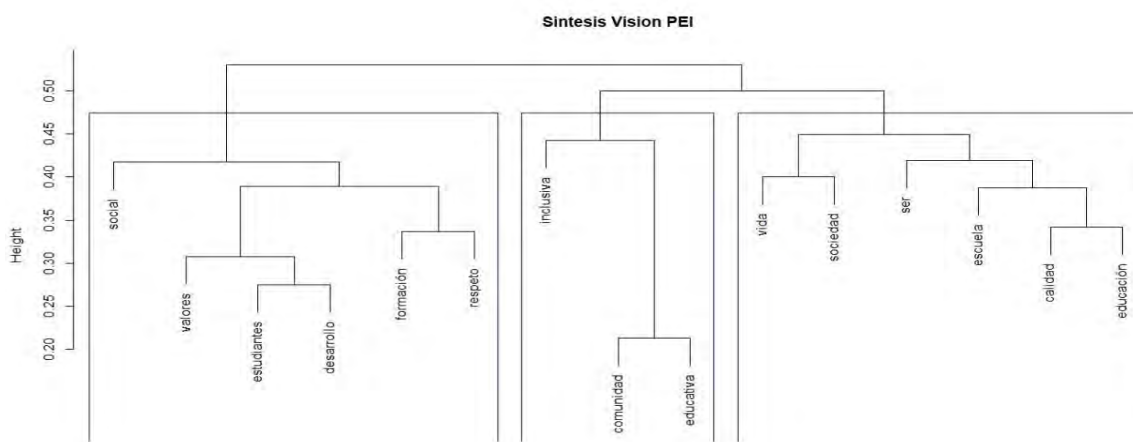 Sintesis Vision PEI
Height
0.50
0.45
0.40
0.35
0.30
0.25
0.20
social
valores
estudiantes
desarrollo
formación
respeto
inclusiva
comunidad
educativa
vida
sociedad
ser
escuela
calidad
educación